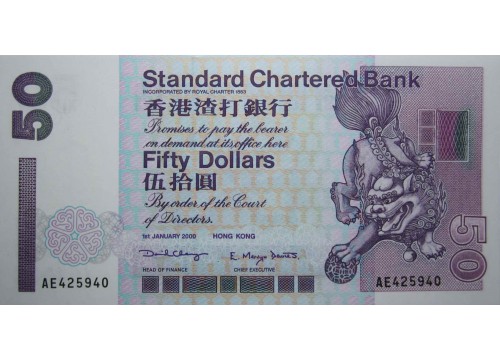 50
Standard Chartered Bank
INCORPORATED BY ROYAL CHARTER 1853
香港渣打銀行
Promises to pay the bearer
on demand at its office here
Fifty Dollars
伍拾圓
By order of the Court
of Directors.
1st JANUARY 2008 HONG KONG
HEAD OF FINANCE CHIEF EXECUTIVE
AE425940
AE425940
50